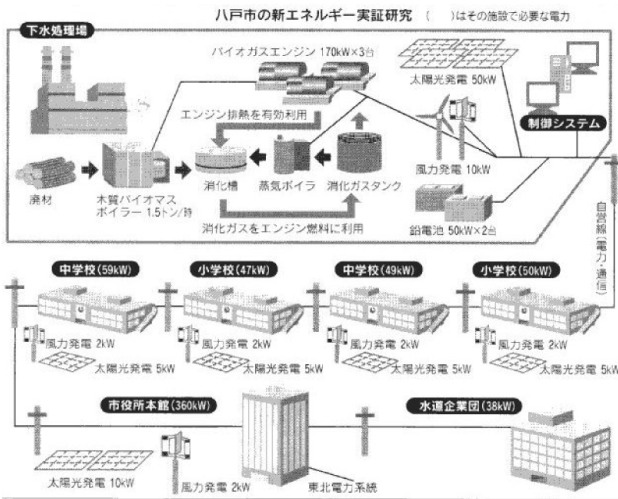 八戸市の新エネルギー実証研究 (　)はその施設で必要な電力
下水処理場
バイオガスエンジン 170kW×3台
太陽光発電 50kW
エンジン排熱を有効利用
制御システム
風力発電 10kW
廃材
木質バイオマス
ボイラー 1.5トン/時
消化槽
蒸気ボイラ
消化ガスタンク
鉛電池 50kW×2台
消化ガスをエンジン燃料に利用
自営線(電力・通信)
中学校(59kW)
小学校(47kW)
中学校(49kW)
小学校(50kW)
風力発電 2kW
風力発電 2kW
風力発電 2kW
風力発電 2kW
太陽光発電 5kW
太陽光発電 5kW
太陽光発電 5kW
太陽光発電 5kW
市役所本館(360kW)
水道企業団(38kW)
太陽光発電 10kW
風力発電 2kW
東北電力系統